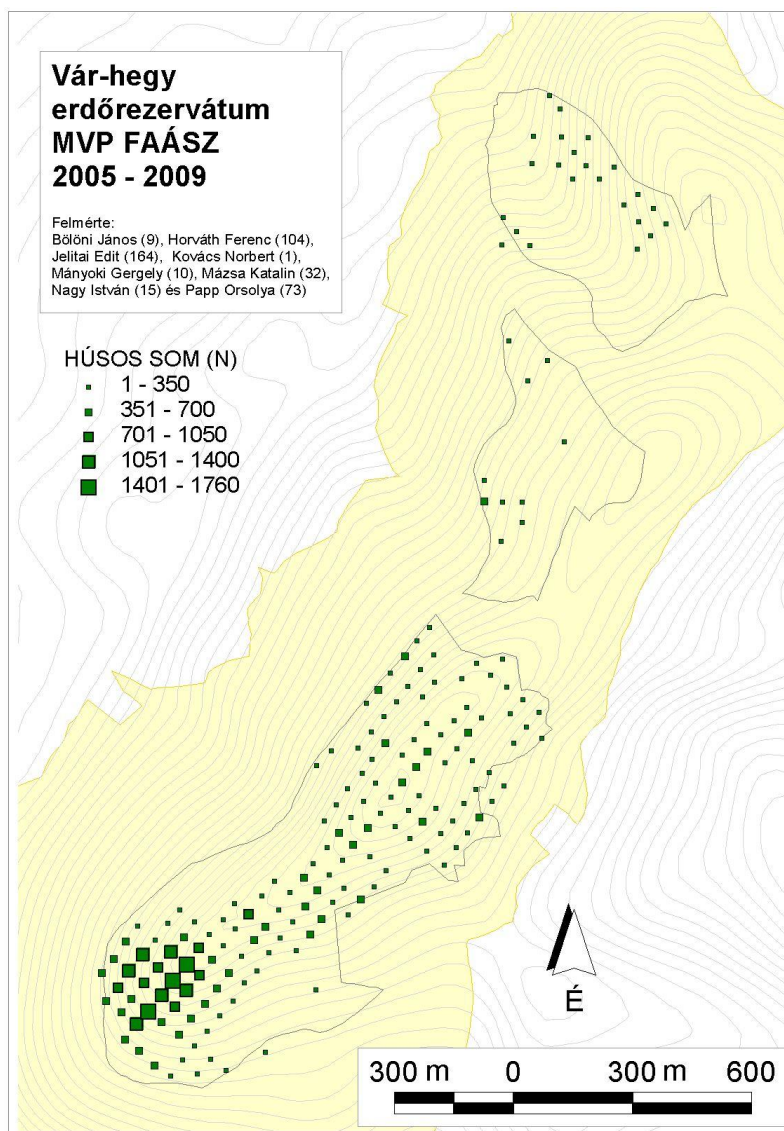 Vár-hegy
erdőrezervátum
MVP FAÁSZ
2005 - 2009
Felmérte:
Bölöni János (9), Horváth Ferenc (104),
Jelitai Edit (164), Kovács Norbert (1),
Mányoki Gergely (10), Mázsa Katalin (32),
Nagy István (15) és Papp Orsolya (73)
HÚSOS SOM (N)
1 - 350
351 - 700
701 - 1050
1051 - 1400
1401 - 1760
É
300 m 0 300 m 600